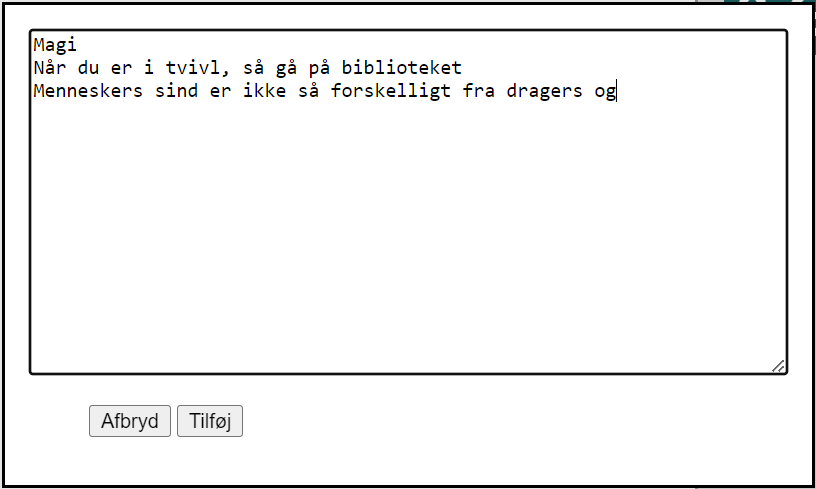 Magi
Når du er i tvivl, så gå på biblioteket
Menneskers sind er ikke så forskelligt fra dragers og
Afbryd Tilføj